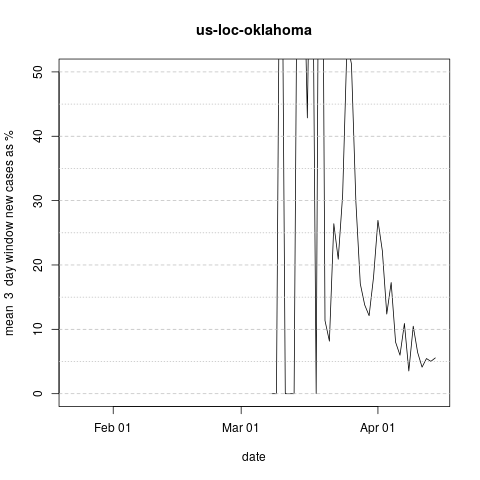 us-loc-oklahoma
mean 3 day window new cases as %
50
40
30
20
10
0
Feb 01
Mar 01
Apr 01
date